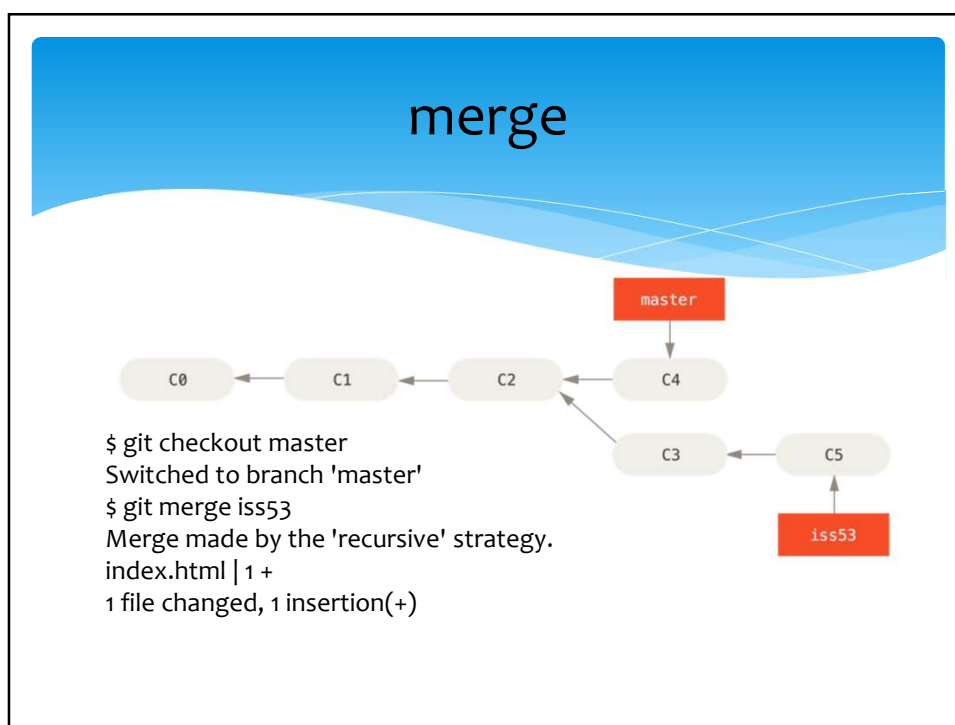 merge
master
C0 C1 C2 C4
C3 C5
iss53
$ git checkout master
Switched to branch 'master'
$ git merge iss53
Merge made by the 'recursive' strategy.
index.html | 1 +
1 file changed, 1 insertion(+)